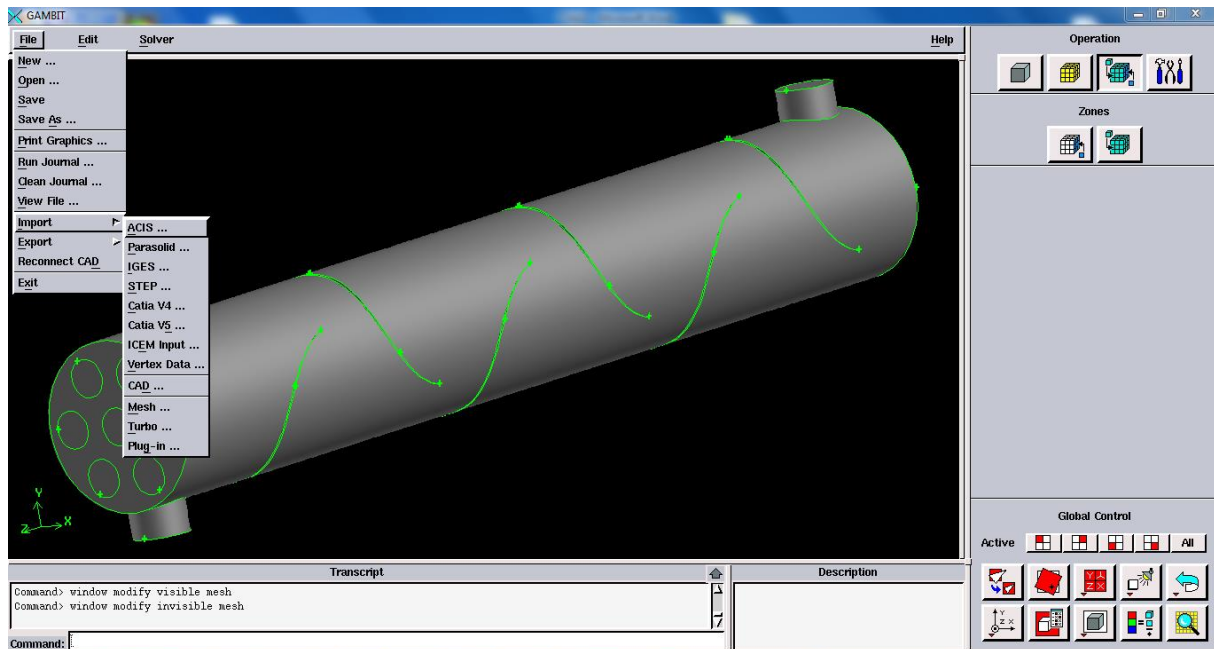 GAMBIT
File Edit Solver Help
New ...
Open ...
Save
Save As ...
Print Graphics ...
Run Journal ...
Clean Journal ...
View File ...
Import
Export
Reconnect CAD
Exit
ACIS ...
Parasolid ...
IGES ...
STEP ...
Catia V4 ...
Catia V5 ...
ICEM Input ...
Vertex Data ...
CAD ...
Mesh ...
Turbo ...
Plug-in ...
Y
Z X
Operation
Zones
Global Control
Active All
Y
Z X
Y
Z X
Transcript
Command> window modify visible mesh
Command> window modify invisible mesh
Command:
Description